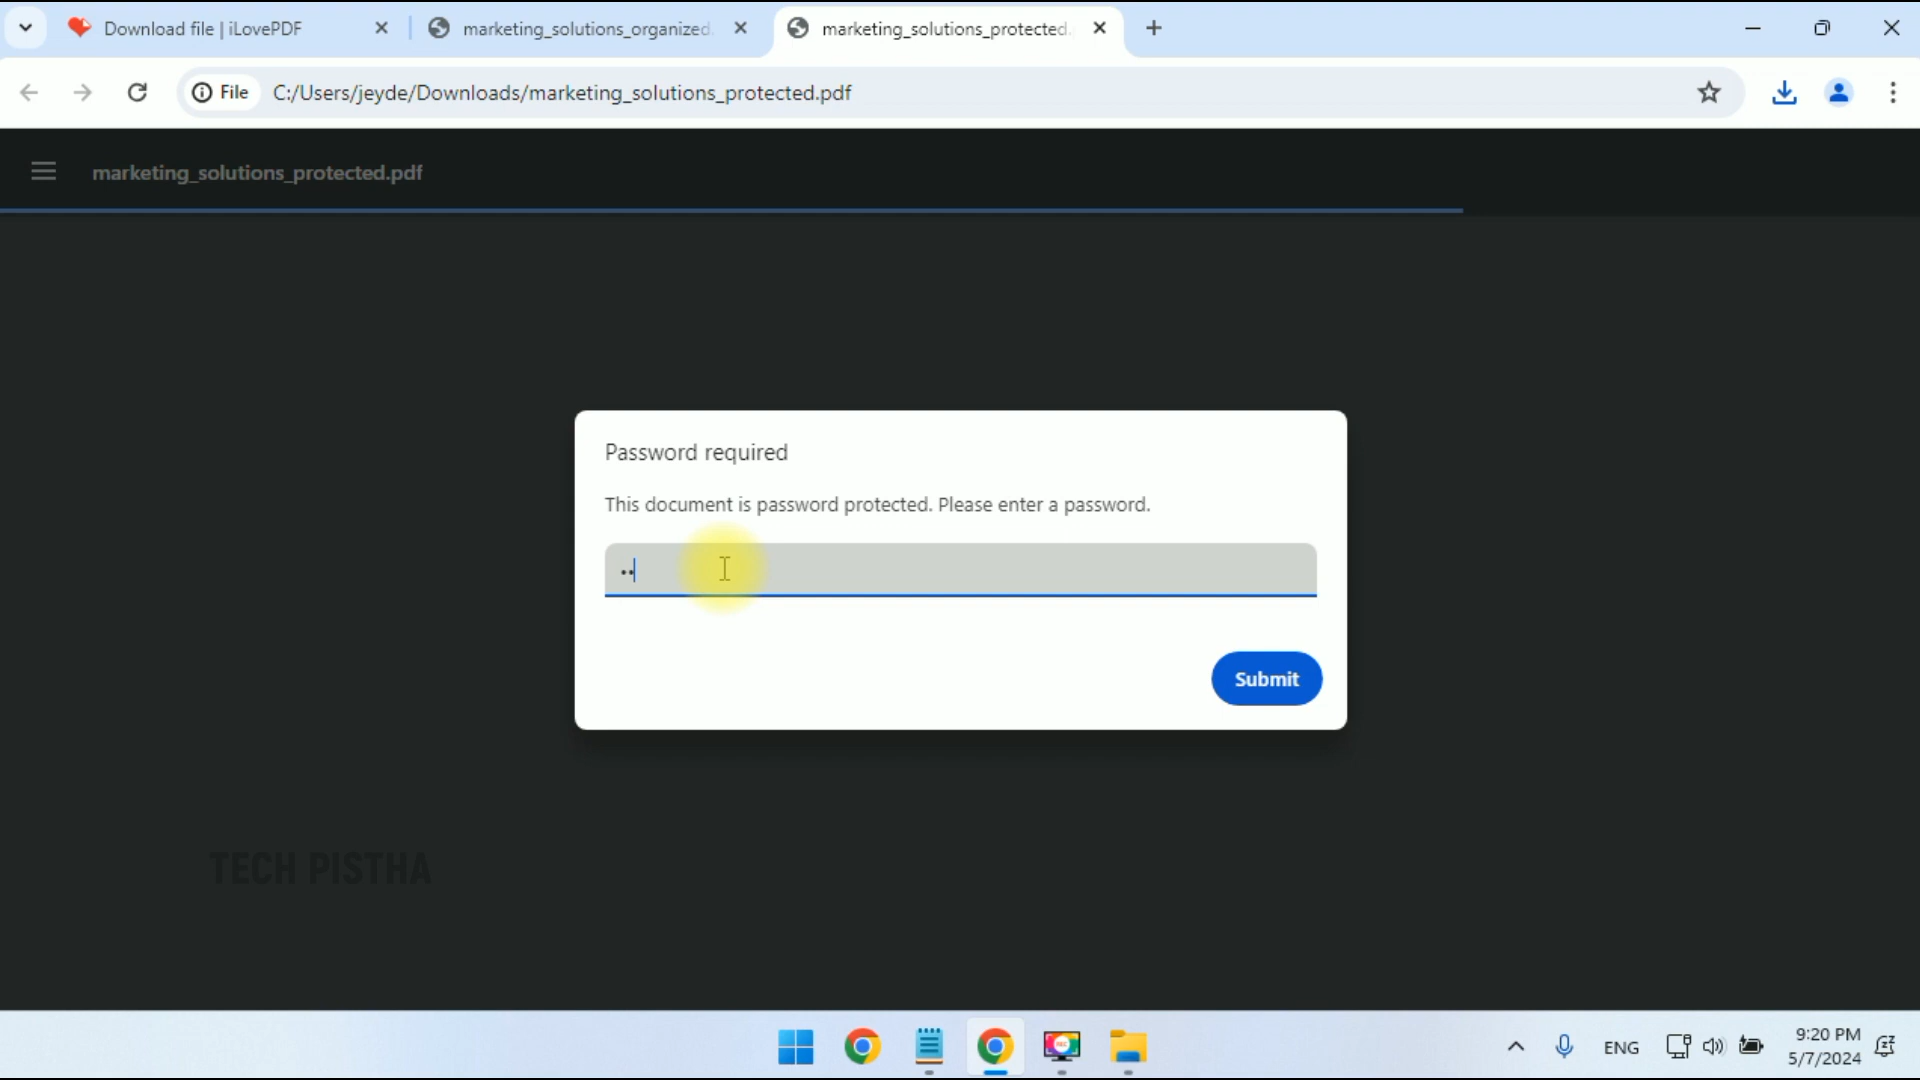 Download file | iLovePDF
marketing_solutions_organized.
marketing_solutions_protected.
File
C:/Users/jeyde/Downloads/marketing_solutions_protected.pdf
marketing_solutions_protected.pdf
Password required
This document is password protected. Please enter a password.
Submit
TECH PISTHA
ENG
9:20 PM
5/7/2024